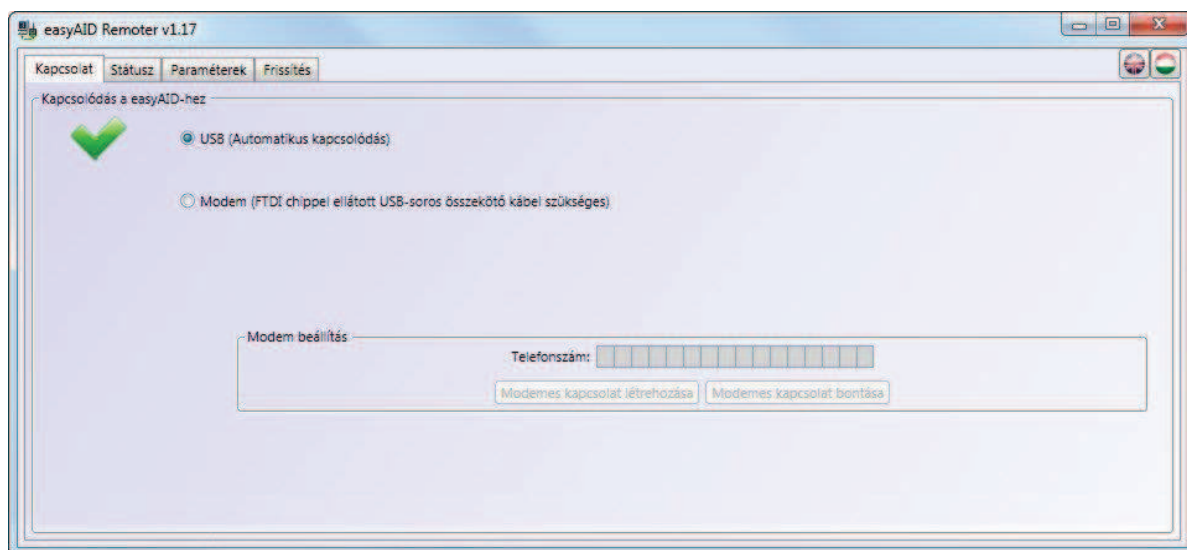 easyAID Remoter v1.17
Kapcsolat Státusz Paraméterek Frissítés
Kapcsolódás a easyAID-hez
USB (Automatikus kapcsolódás)
Modem (FTDI chippel ellátott USB-soros összekötő kábel szükséges)
Modem beállítás
Telefonszám:
Modemes kapcsolat létrehozása Modemes kapcsolat bontása